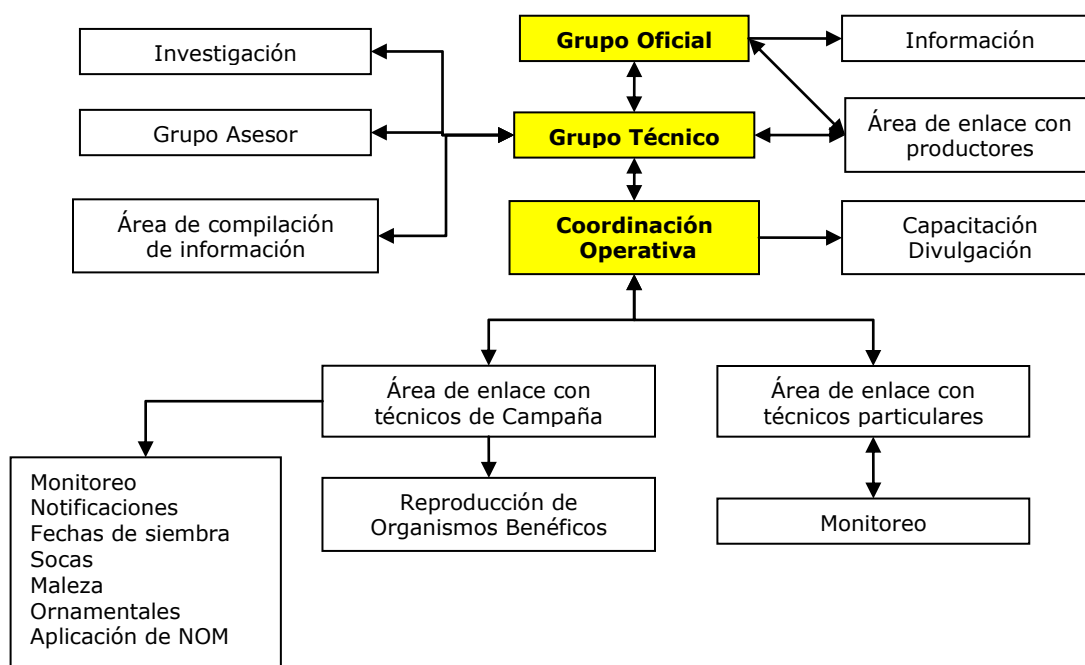 Investigación
Grupo Oficial
Información
Grupo Asesor
Grupo Técnico
Área de enlace con
productores
Área de compilación
de información
Coordinación
Operativa
Capacitación
Divulgación
Área de enlace con
técnicos de Campaña
Área de enlace con
técnicos particulares
Monitoreo
Notificaciones
Fechas de siembra
Socas
Maleza
Ornamentales
Aplicación de NOM
Reproducción de
Organismos Benéficos
Monitoreo